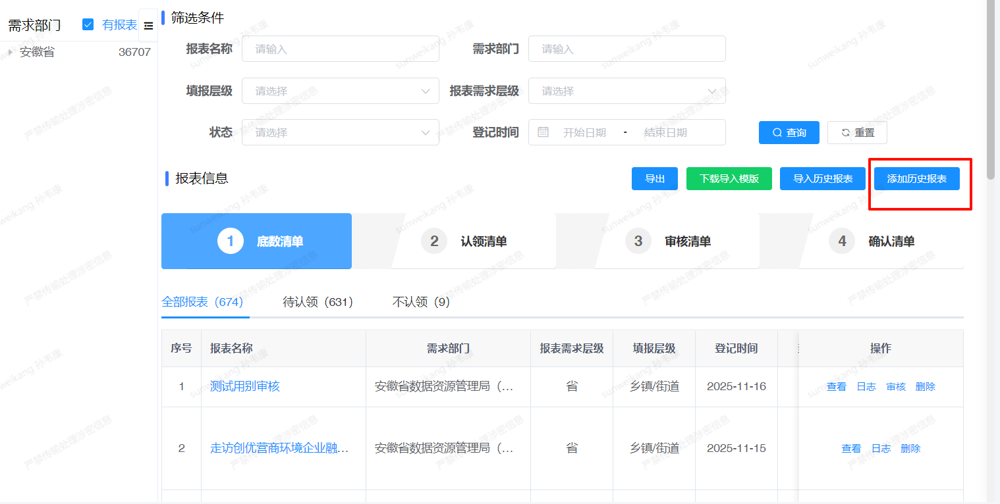 需求部门 有报表
安徽省 36707
筛选条件
报表名称 请输入 需求部门 请输入
填报层级 请选择 报表需求层级 请选择
状态 请选择 登记时间 开始日期 - 结束日期 查询 重置
报表信息 导出 下载导入模版 导入历史报表 添加历史报表
1 底数清单 2 认领清单 3 审核清单 4 确认清单
全部报表（674） 待认领（631） 不认领（9）
序号 报表名称 需求部门 报表需求层级 填报层级 登记时间 操作
1 测试用别审核 安徽省数据资源管理局（... 省 乡镇/街道 2025-11-16 查看 日志 审核 删除
2 走访创优营商环境企业融... 安徽省数据资源管理局（... 省 乡镇/街道 2025-11-15 查看 日志 删除
sunweikang 孙韦康
严禁传输处理涉密信息